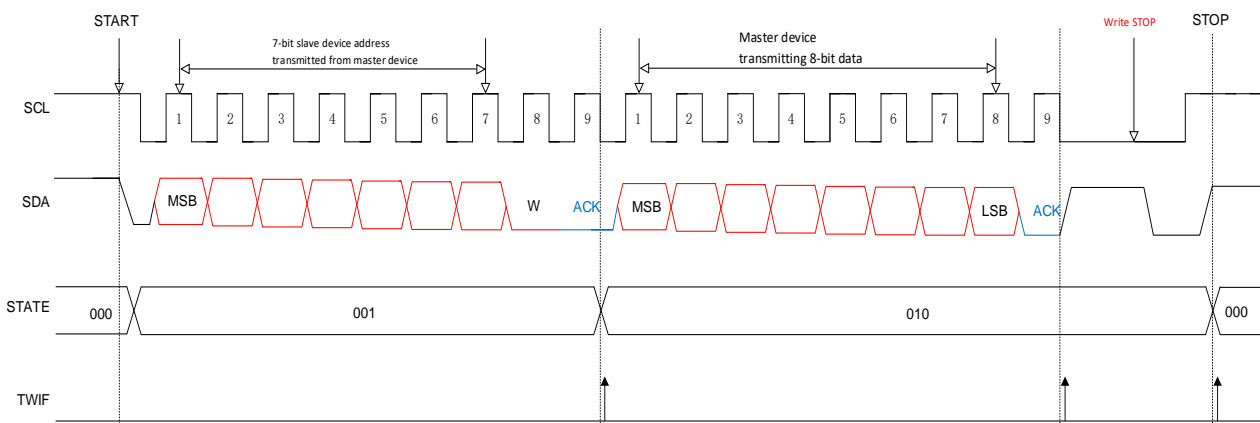 START
Write STOP
STOP
7-bit slave device address
transmitted from master device
Master device
transmitting 8-bit data
SCL
1 2 3 4 5 6 7 8 9 1 2 3 4 5 6 7 8 9
SDA
MSB W ACK MSB LSB ACK
STATE
000 001 010 000
TWIF